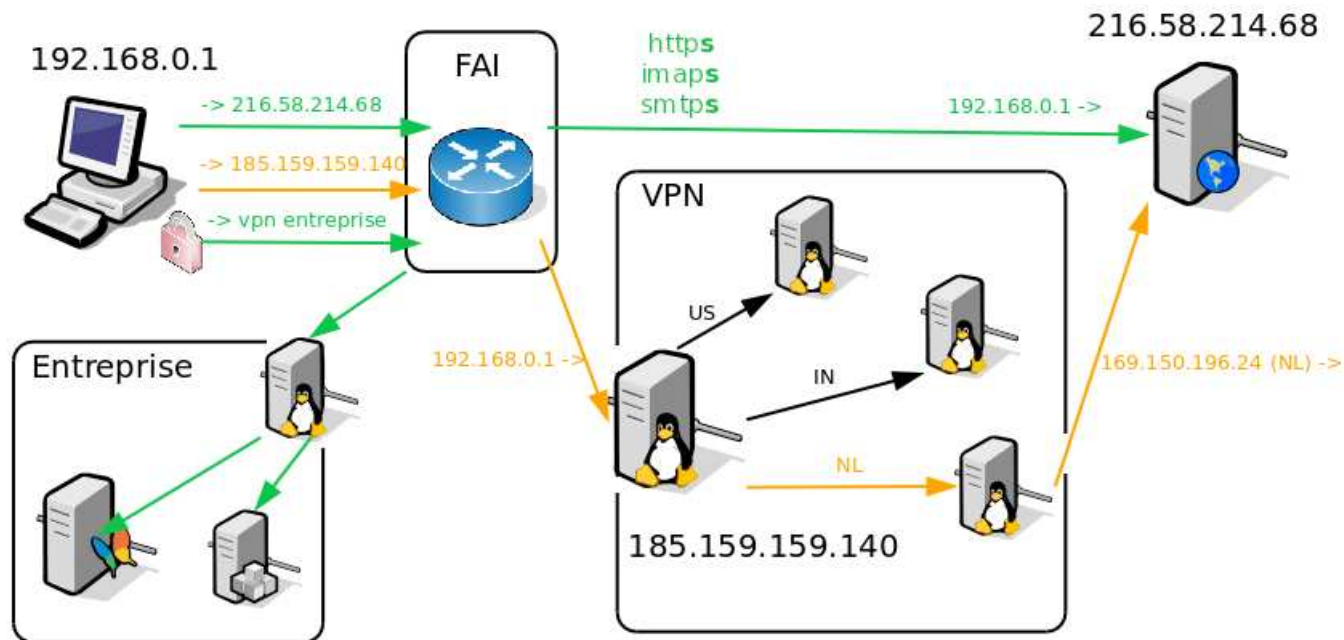 192.168.0.1
-> 216.58.214.68
-> 185.159.159.140
-> vpn entreprise
FAI
https
imaps
smtps
192.168.0.1 ->
216.58.214.68
VPN
US
IN
NL
192.168.0.1 ->
185.159.159.140
169.150.196.24 (NL) ->
Entreprise